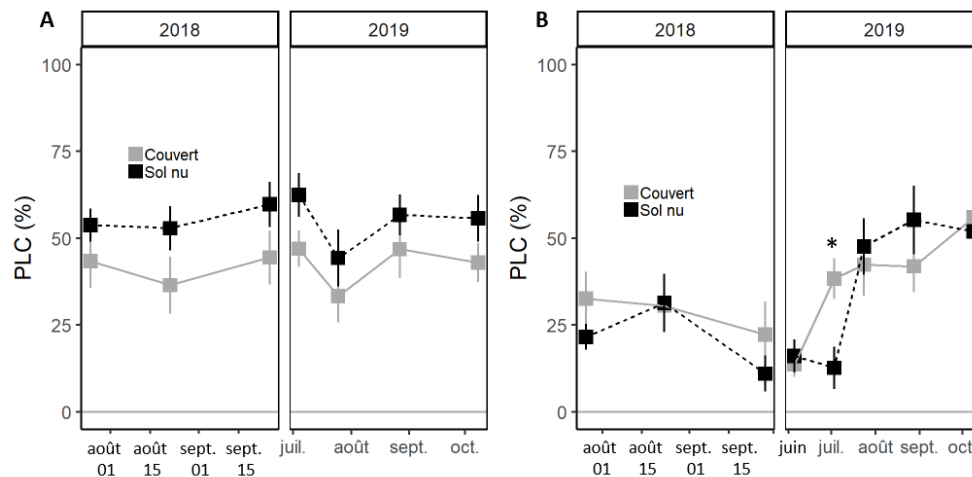 A
2018
2019
PLC (%)
100
75
50
25
0
Couvert
Sol nu
août 01
août 15
sept. 01
sept. 15
juil.
août
sept.
oct.
B
2018
2019
PLC (%)
100
75
50
25
0
Couvert
Sol nu
*
août 01
août 15
sept. 01
sept. 15
juin
juil.
août
sept.
oct